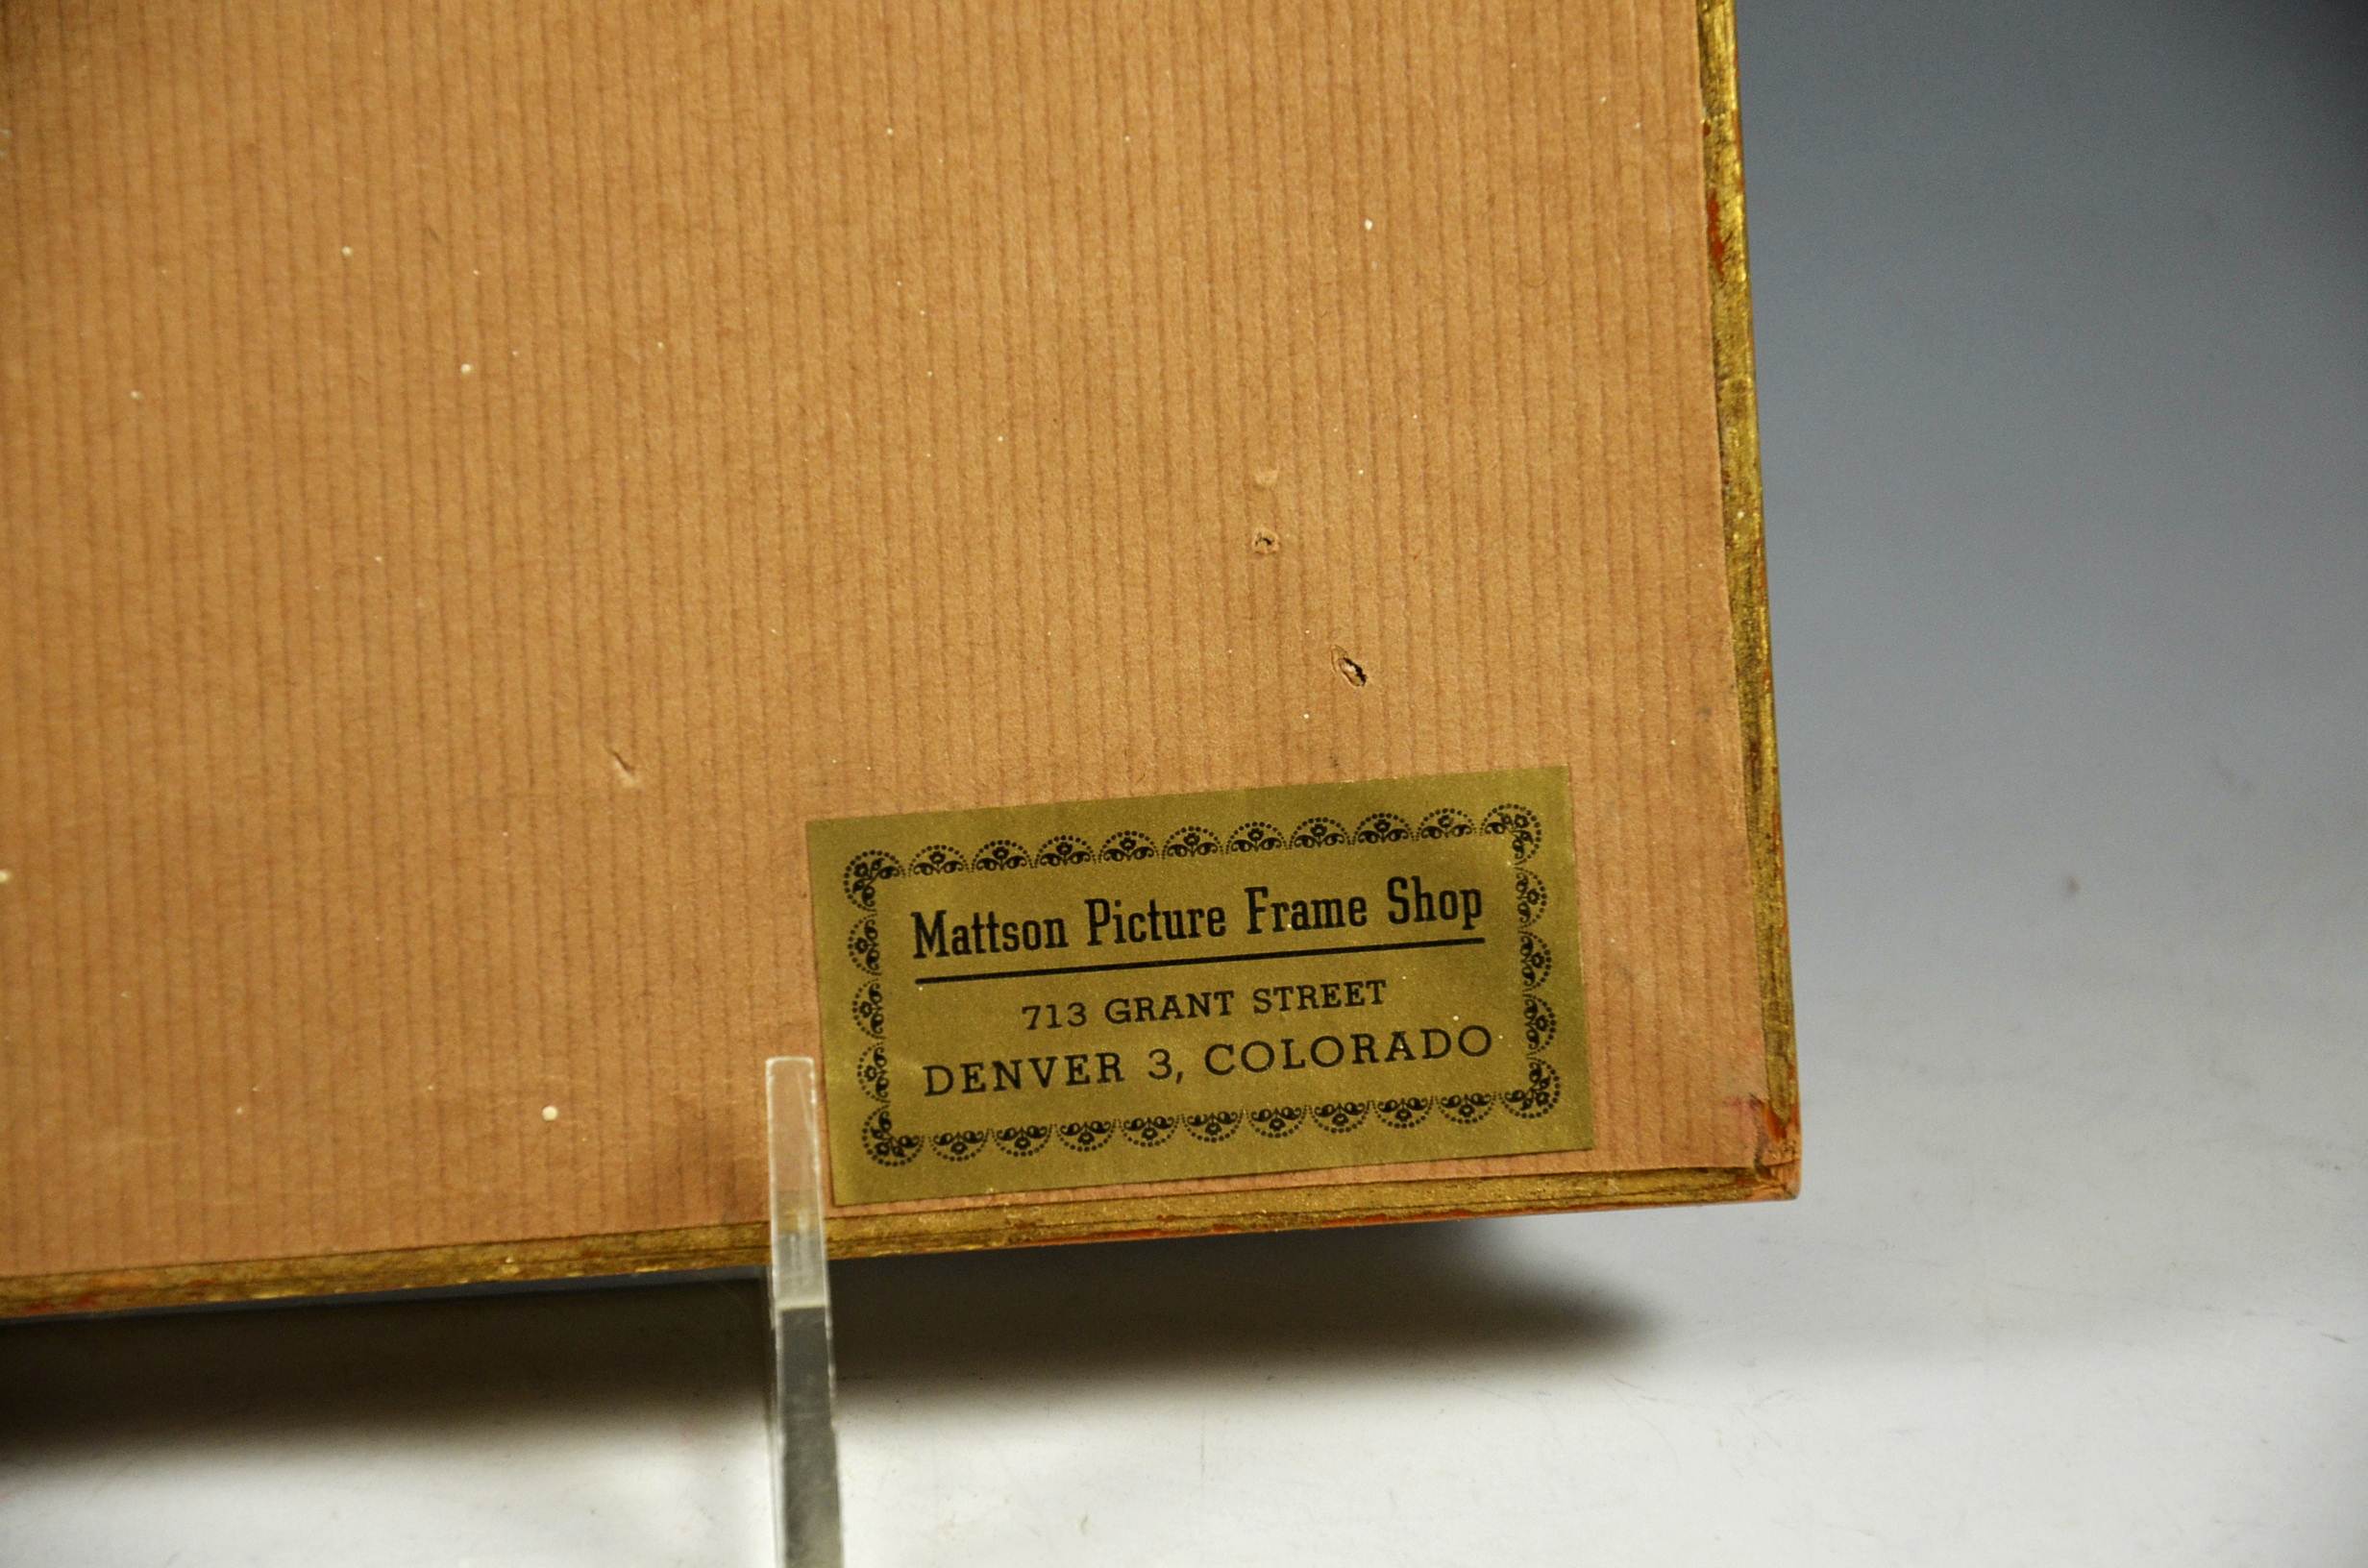 Mattson Picture Frame Shop
713 GRANT STREET
DENVER 3, COLORADO